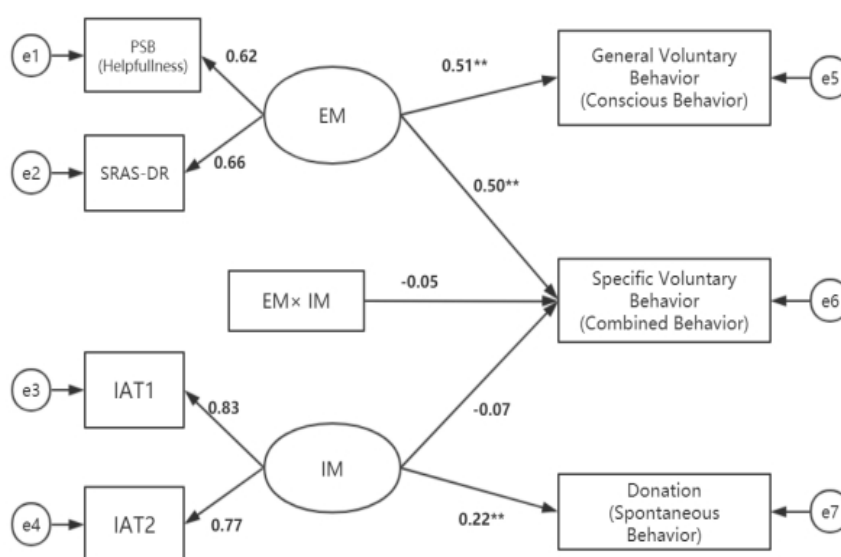 e1
PSB
(Helpfullness)
0.62
EM
0.51**
General Voluntary
Behavior
(Conscious Behavior)
e5
e2
SRAS-DR
0.66
0.50**
EM× IM
-0.05
Specific Voluntary
Behavior
(Combined Behavior)
e6
e3
IAT1
0.83
-0.07
IM
e4
IAT2
0.77
0.22**
Donation
(Spontaneous
Behavior)
e7